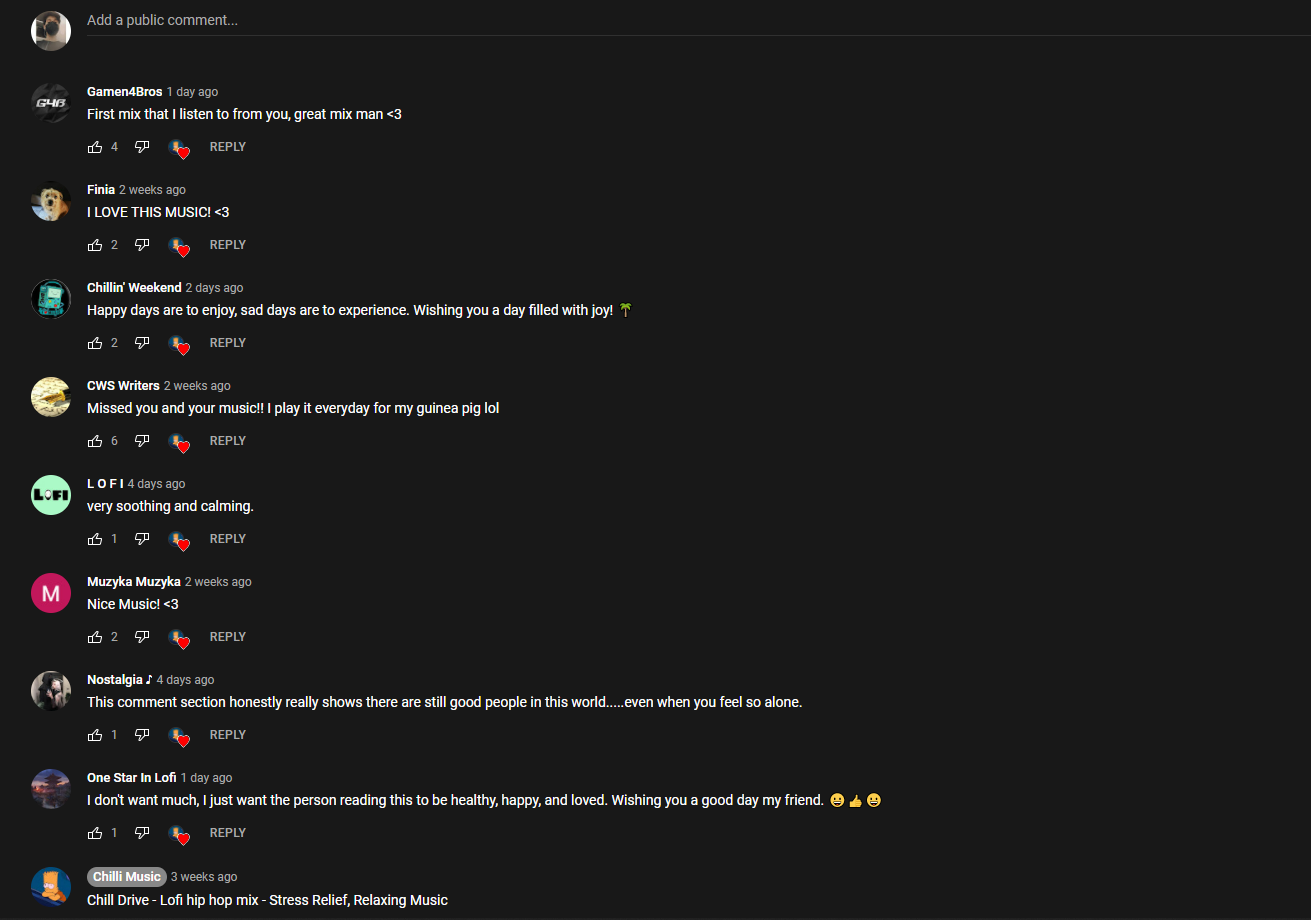 Add a public comment...
G4B
Gamen4Bros 1 day ago
First mix that I listen to from you, great mix man <3
4 REPLY
Finia 2 weeks ago
I LOVE THIS MUSIC! <3
2 REPLY
Chillin' Weekend 2 days ago
Happy days are to enjoy, sad days are to experience. Wishing you a day filled with joy! 🌴
2 REPLY
CWS Writers 2 weeks ago
Missed you and your music!! I play it everyday for my guinea pig lol
6 REPLY
LOFI
L O F I 4 days ago
very soothing and calming.
1 REPLY
M
Muzyka Muzyka 2 weeks ago
Nice Music! <3
2 REPLY
Nostalgia ♪ 4 days ago
This comment section honestly really shows there are still good people in this world.....even when you feel so alone.
1 REPLY
One Star In Lofi 1 day ago
I don't want much, I just want the person reading this to be healthy, happy, and loved. Wishing you a good day my friend. 😀👍😀
1 REPLY
Chilli Music 3 weeks ago
Chill Drive - Lofi hip hop mix - Stress Relief, Relaxing Music